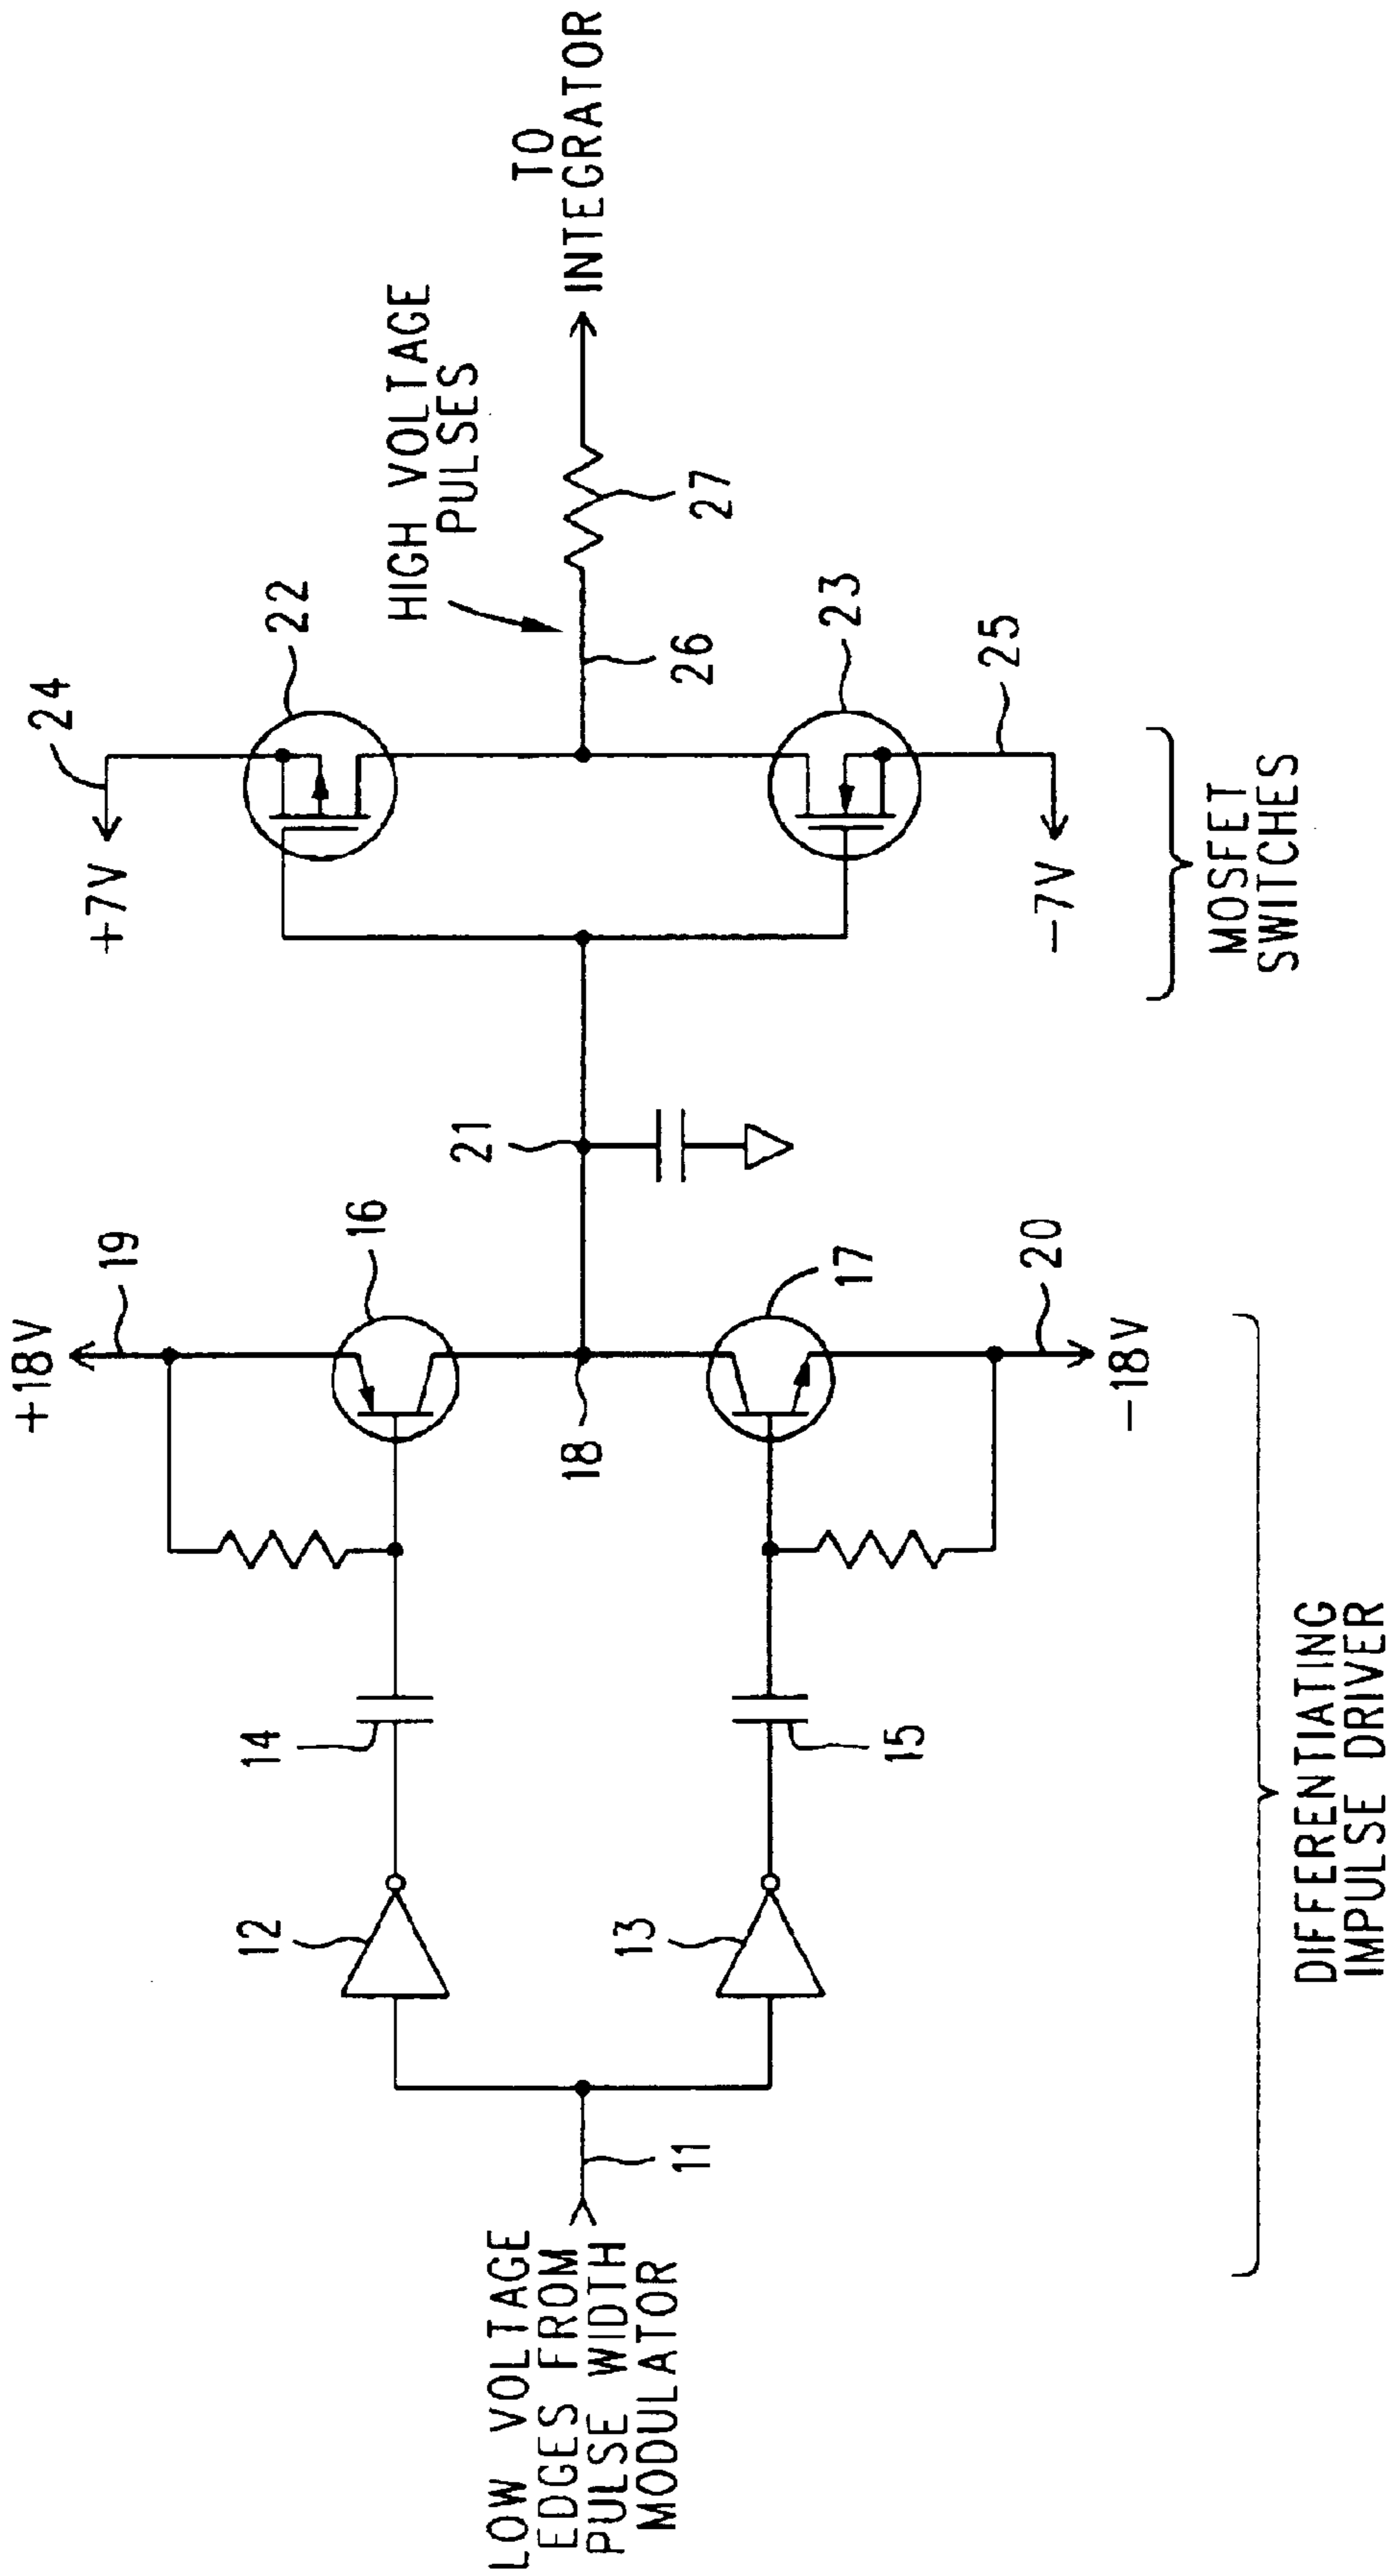 LOW VOLTAGE
EDGES FROM
PULSE WIDTH
MODULATOR
11
12
13
14
15
+18V
19
16
18
17
20
-18V
21
+7V
24
22
23
25
-7V
26
27
HIGH VOLTAGE
PULSES
TO
INTEGRATOR
DIFFERENTIATING
IMPULSE DRIVER
MOSFET
SWITCHES